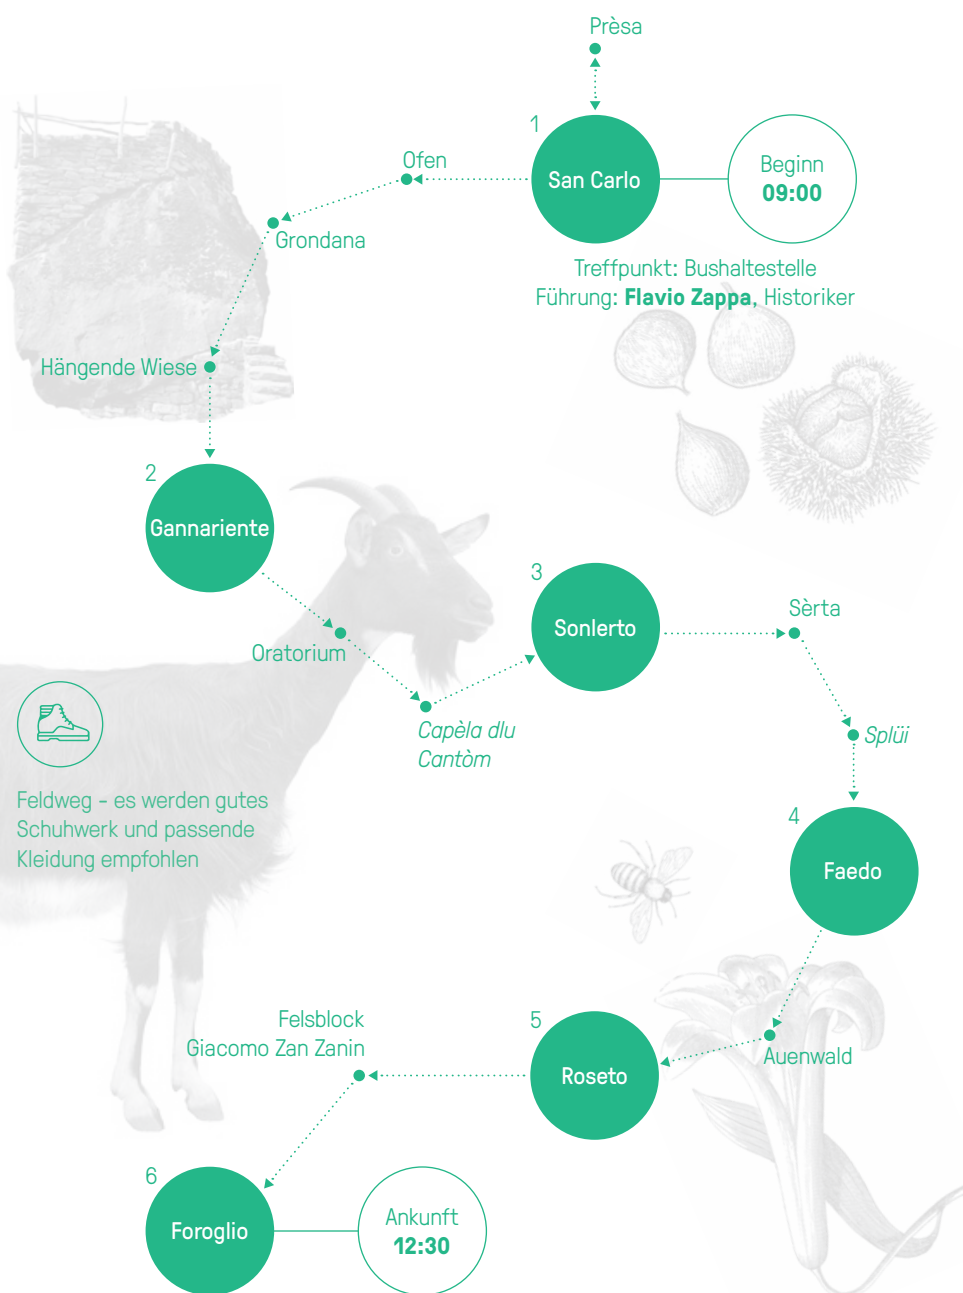 Prèsa
1
San Carlo
Beginn
09:00
Treffpunkt: Bushaltestelle
Führung: Flavio Zappa, Historiker
Ofen
Grondana
Hängende Wiese
2
Gannariente
Oratorium
Capèla dlu
Cantòm
3
Sonlerto
Sèrta
Splüi
Feldweg - es werden gutes
Schuhwerk und passende
Kleidung empfohlen
4
Faedo
Auenwald
5
Roseto
Felsblock
Giacomo Zan Zanin
6
Foroglio
Ankunft
12:30